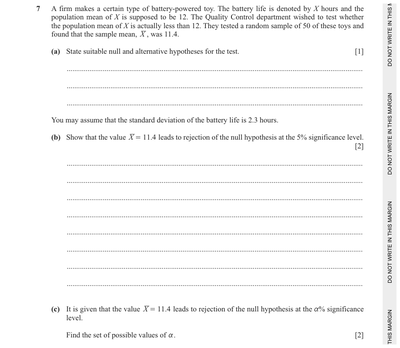 7 A firm makes a certain type of battery-powered toy. The battery life is denoted by X hours and the
population mean of X is supposed to be 12. The Quality Control department wished to test whether
the population mean of X is actually less than 12. They tested a random sample of 50 of these toys and
found that the sample mean, X̅, was 11.4.
(a) State suitable null and alternative hypotheses for the test. [1]
You may assume that the standard deviation of the battery life is 2.3 hours.
(b) Show that the value X̅ = 11.4 leads to rejection of the null hypothesis at the 5% significance level.
[2]
(c) It is given that the value X̅ = 11.4 leads to rejection of the null hypothesis at the α% significance
level.
Find the set of possible values of α. [2]
DO NOT WRITE IN THIS M
DO NOT WRITE IN THIS MARGIN
DO NOT WRITE IN THIS MARGIN
THIS MARGIN